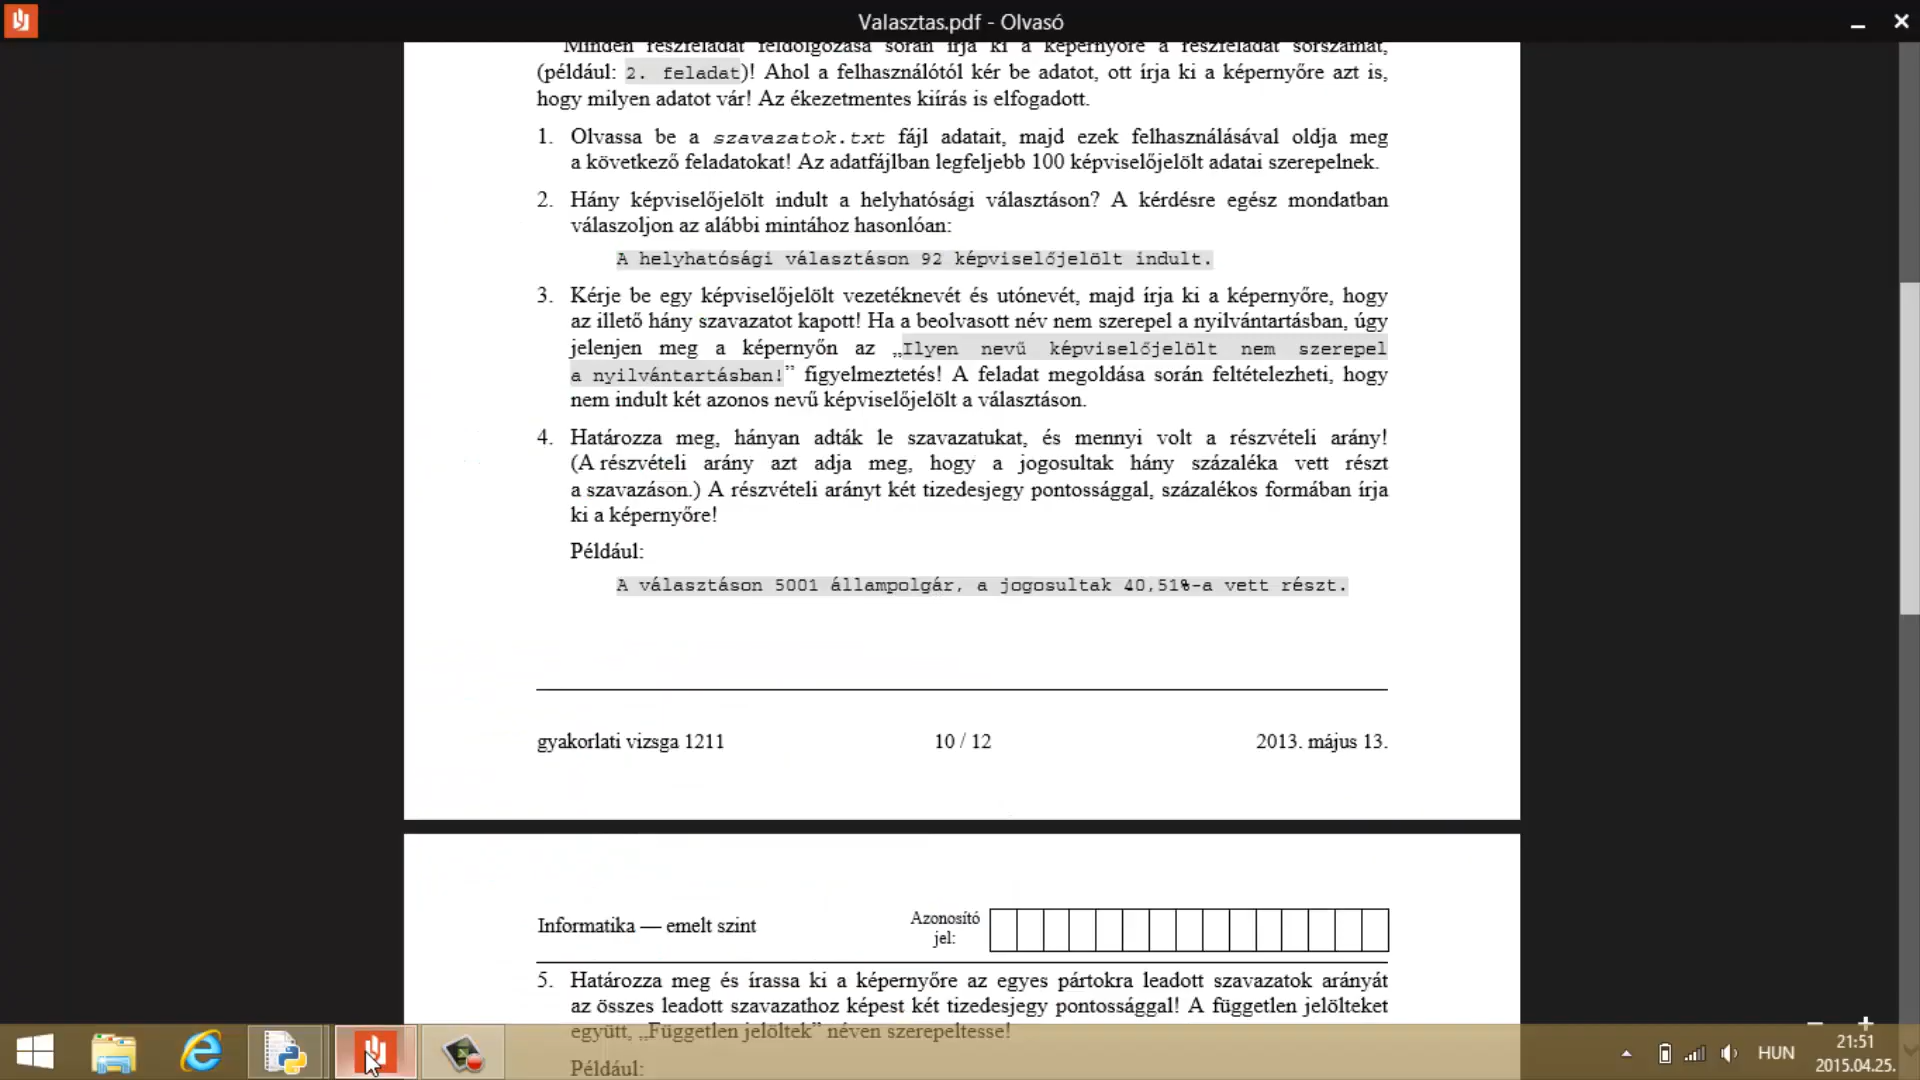 Valasztas.pdf - Olvasó
Minden részfeladat feldolgozása során írja ki a képernyőre a részfeladat sorszámát,
(például: 2. feladat)! Ahol a felhasználótól kér be adatot, ott írja ki a képernyőre azt is,
hogy milyen adatot vár! Az ékezetmentes kiírás is elfogadott.
1. Olvassa be a szavazatok.txt fájl adatait, majd ezek felhasználásával oldja meg
a következő feladatokat! Az adatfájlban legfeljebb 100 képviselőjelölt adatai szerepelnek.
2. Hány képviselőjelölt indult a helyhatósági választáson? A kérdésre egész mondatban
válaszoljon az alábbi mintához hasonlóan:
A helyhatósági választáson 92 képviselőjelölt indult.
3. Kérje be egy képviselőjelölt vezetéknevét és utónevét, majd írja ki a képernyőre, hogy
az illető hány szavazatot kapott! Ha a beolvasott név nem szerepel a nyilvántartásban, úgy
jelenjen meg a képernyőn az „Ilyen nevű képviselőjelölt nem szerepel
a nyilvántartásban!” figyelmeztetés! A feladat megoldása során feltételezheti, hogy
nem indult két azonos nevű képviselőjelölt a választáson.
4. Határozza meg, hányan adták le szavazatukat, és mennyi volt a részvételi arány!
(A részvételi arány azt adja meg, hogy a jogosultak hány százaléka vett részt
a szavazáson.) A részvételi arányt két tizedesjegy pontossággal, százalékos formában írja
ki a képernyőre!
Például:
A választáson 5001 állampolgár, a jogosultak 40,51%-a vett részt.
gyakorlati vizsga 1211 10 / 12 2013. május 13.
Informatika — emelt szint Azonosító
jel:
5. Határozza meg és írassa ki a képernyőre az egyes pártokra leadott szavazatok arányát
az összes leadott szavazathoz képest két tizedesjegy pontossággal! A független jelölteket
együtt, „Független jelöltek” néven szerepeltesse!
Például:
HUN
21:51
2015.04.25.